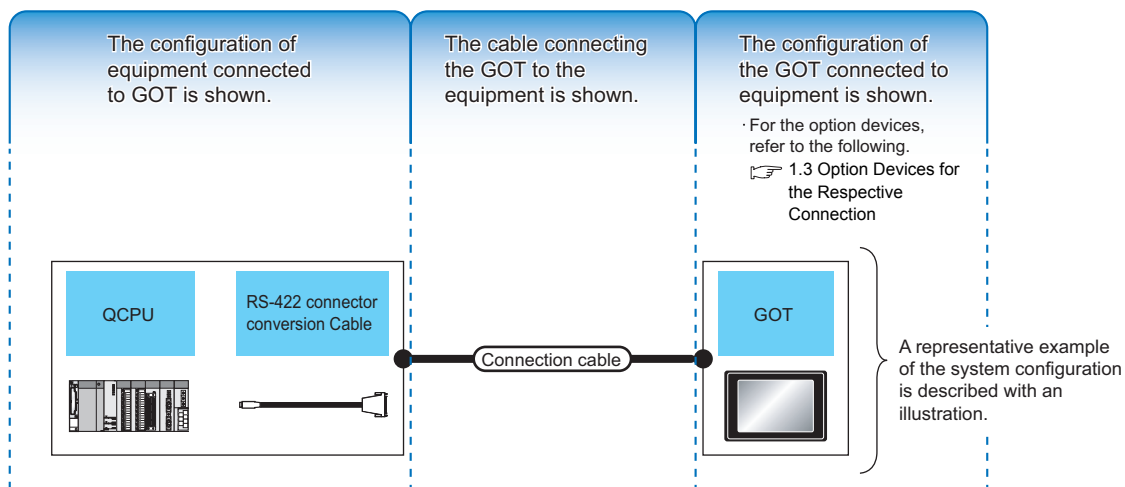 The configuration of
equipment connected
to GOT is shown.
The cable connecting
the GOT to the
equipment is shown.
The configuration of
the GOT connected to
equipment is shown.
· For the option devices,
refer to the following.
☞ 1.3 Option Devices for
the Respective
Connection
QCPU
RS-422 connector
conversion Cable
Connection cable
GOT
A representative example
of the system configuration
is described with an
illustration.